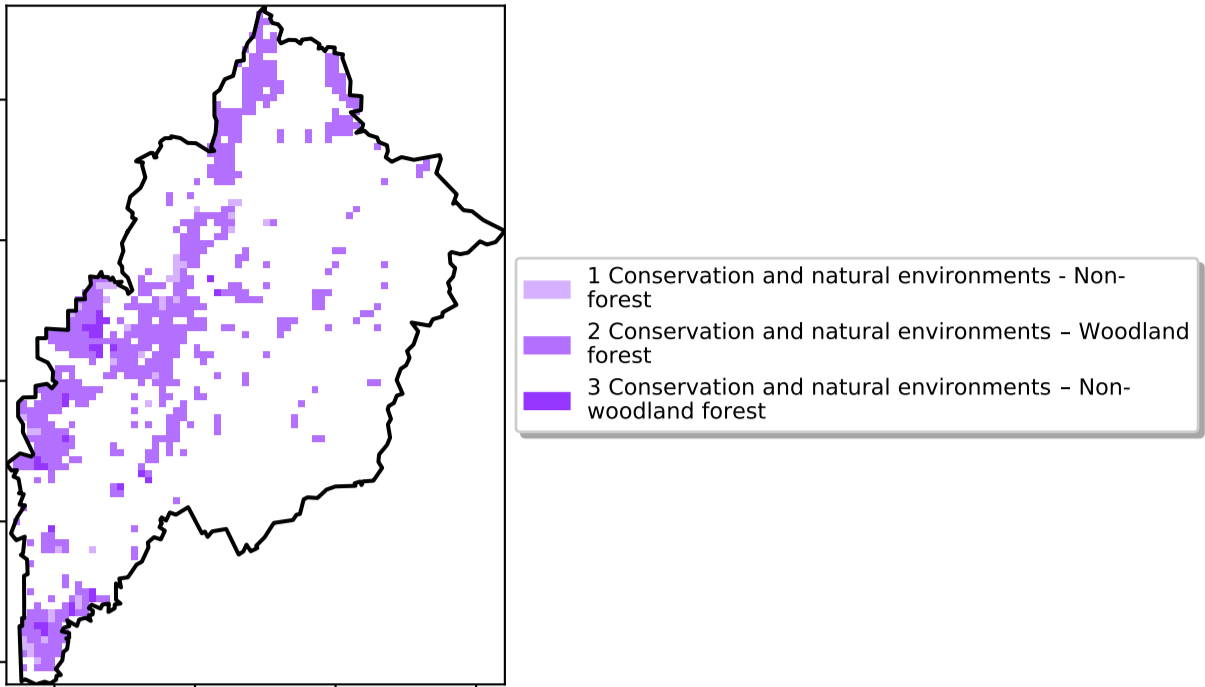 1 Conservation and natural environments - Non-
forest
2 Conservation and natural environments – Woodland
forest
3 Conservation and natural environments – Non-
woodland forest